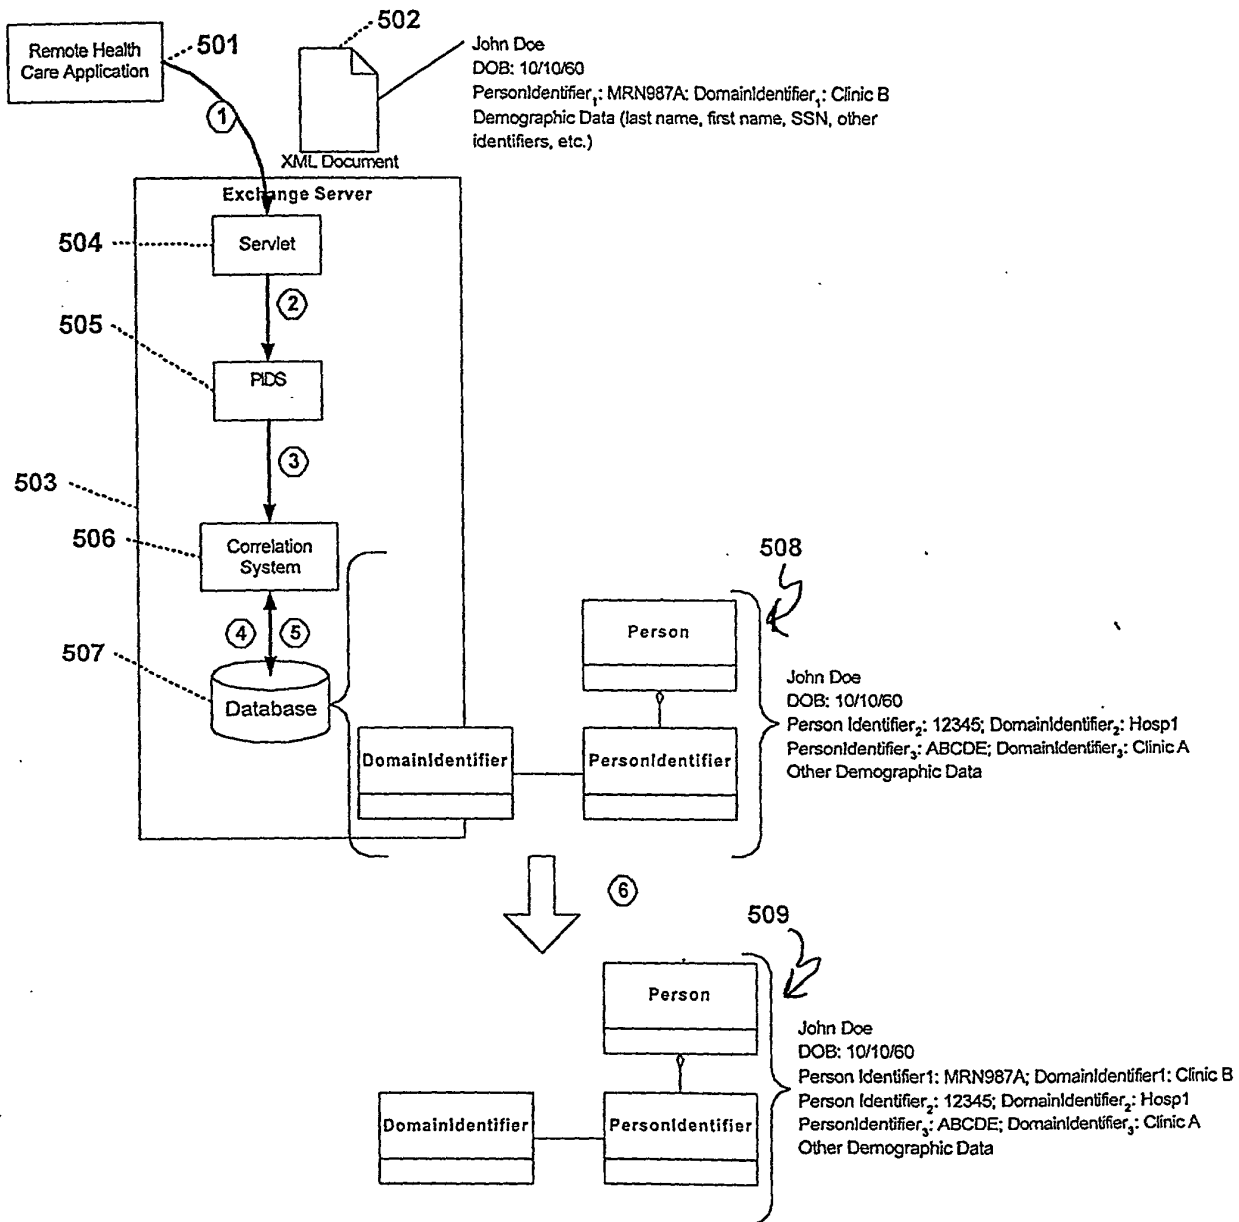 Remote Health
Care Application
501
502
John Doe
DOB: 10/10/60
PersonIdentifier₁: MRN987A: DomainIdentifier₁: Clinic B
Demographic Data (last name, first name, SSN, other
identifiers, etc.)
1
XML Document
Exchange Server
504
Servlet
2
505
PIDS
3
503
506
Correlation
System
4
5
507
Database
508
Person
DomainIdentifier
PersonIdentifier
John Doe
DOB: 10/10/60
Person Identifier₂: 12345; DomainIdentifier₂: Hosp1
PersonIdentifier₃: ABCDE; DomainIdentifier₃: Clinic A
Other Demographic Data
6
509
Person
DomainIdentifier
PersonIdentifier
John Doe
DOB: 10/10/60
Person Identifier1: MRN987A; DomainIdentifier1: Clinic B
Person Identifier₂: 12345; DomainIdentifier₂: Hosp1
PersonIdentifier₃: ABCDE; DomainIdentifier₃: Clinic A
Other Demographic Data